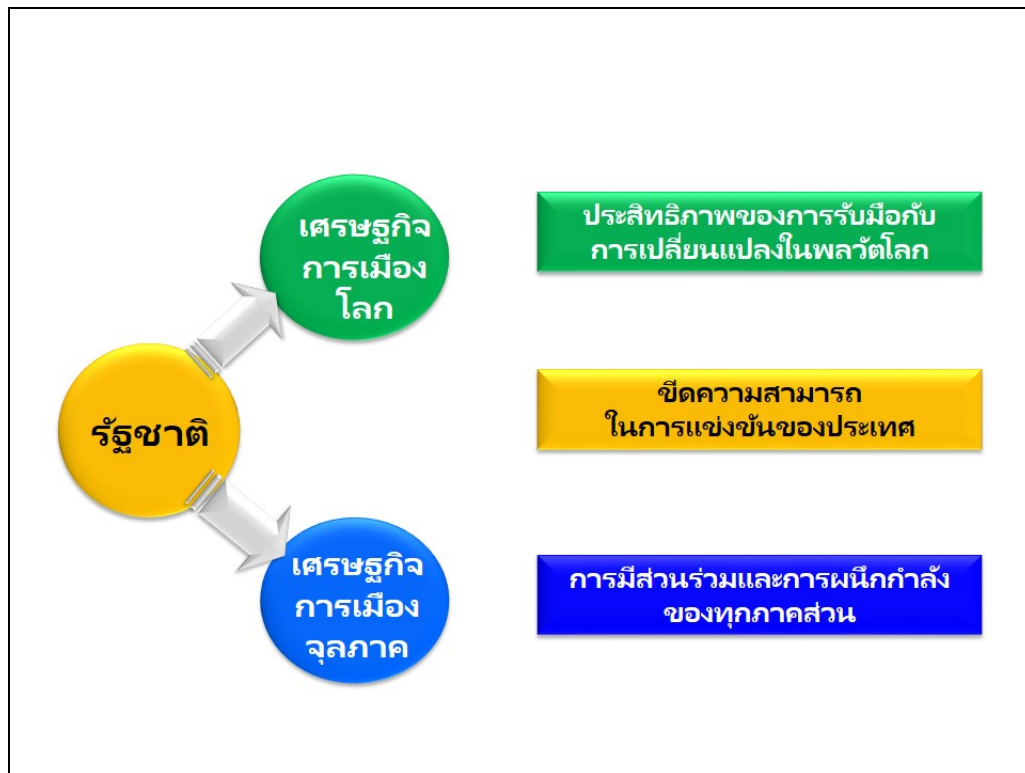 เศรษฐกิจ
การเมือง
โลก
ประสิทธิภาพของการรับมือกับ
การเปลี่ยนแปลงในพลวัตโลก
รัฐชาติ
ขีดความสามารถ
ในการแข่งขันของประเทศ
เศรษฐกิจ
การเมือง
จุลภาค
การมีส่วนร่วมและการผนึกกำลัง
ของทุกภาคส่วน